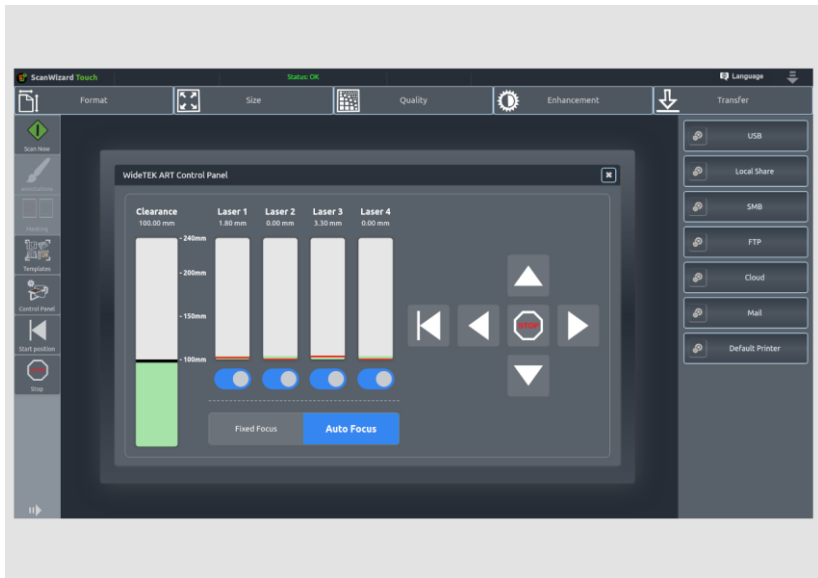 ScanWizard Touch
Status: OK
Language
Format
Size
Quality
Enhancement
Transfer
Scan Now
annotations
Masking
Templates
Control Panel
Start position
Stop
WideTEK ART Control Panel
Clearance
100.00 mm
Laser 1
1.80 mm
Laser 2
0.00 mm
Laser 3
3.30 mm
Laser 4
0.00 mm
- 240mm
- 200mm
- 150mm
- 100mm
STOP
Fixed Focus
Auto Focus
USB
Local Share
SMB
FTP
Cloud
Mail
Default Printer